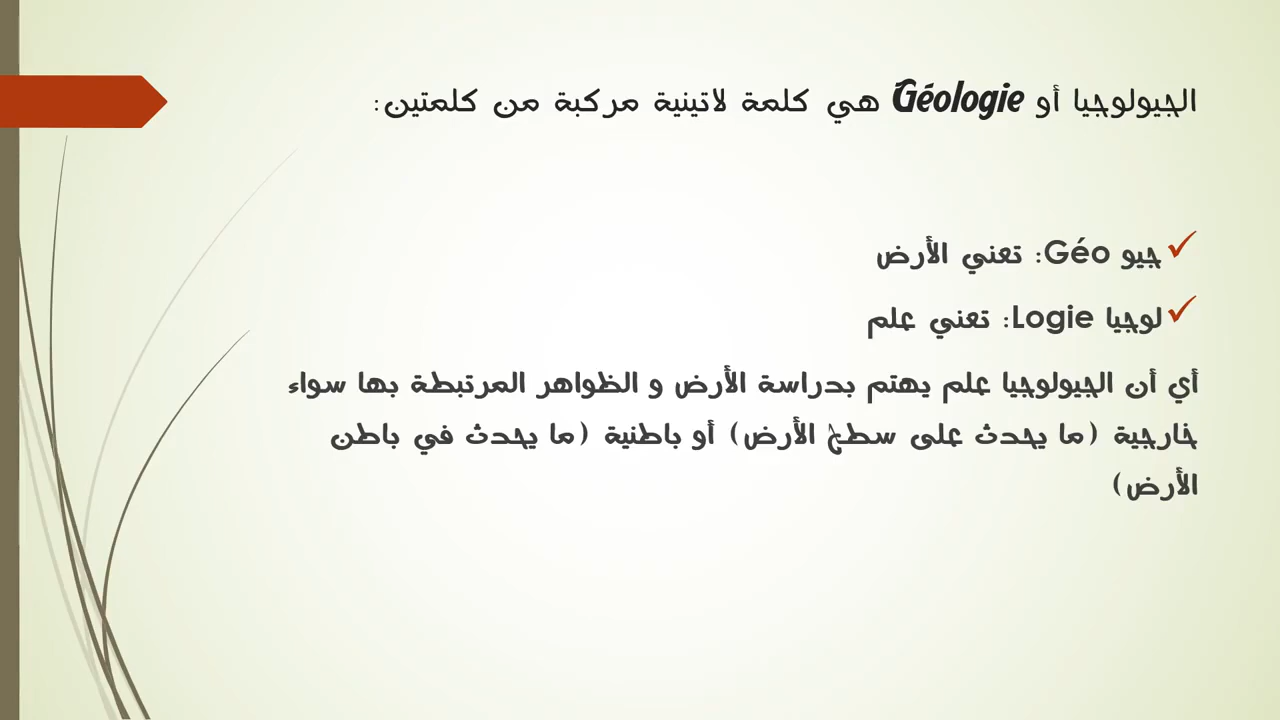 الجيولوجيا أو Géologie هي كلمة لاتينية مركبة من كلمتين:
جيو Géo: تعني الأرض
لوجيا Logie: تعني علم
أي أن الجيولوجيا علم يهتم بدراسة الأرض و الظواهر المرتبطة بها سواء
خارجية (ما يحدث على سطح الأرض) أو باطنية (ما يحدث في باطن
الأرض)